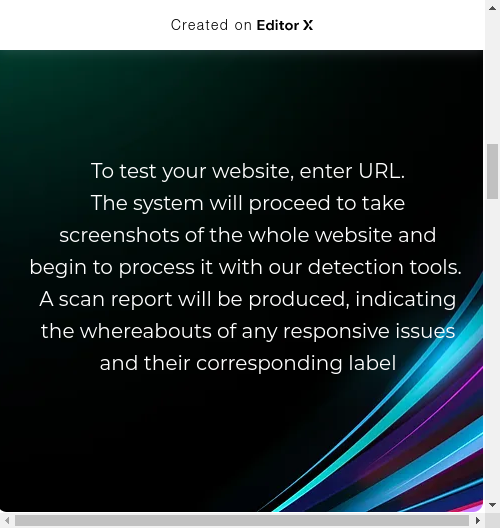 Created on Editor X
To test your website, enter URL.
The system will proceed to take
screenshots of the whole website and
begin to process it with our detection tools.
A scan report will be produced, indicating
the whereabouts of any responsive issues
and their corresponding label